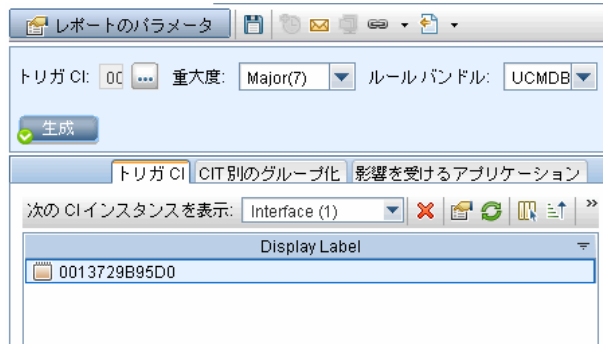 レポートのパラメータ
トリガ CI: 00 ... 重大度: Major(7) ルール バンドル: UCMDB
生成
トリガ CI CIT 別のグループ化 影響を受けるアプリケーション
次の CI インスタンスを表示: Interface (1) »
Display Label
0013729B95D0